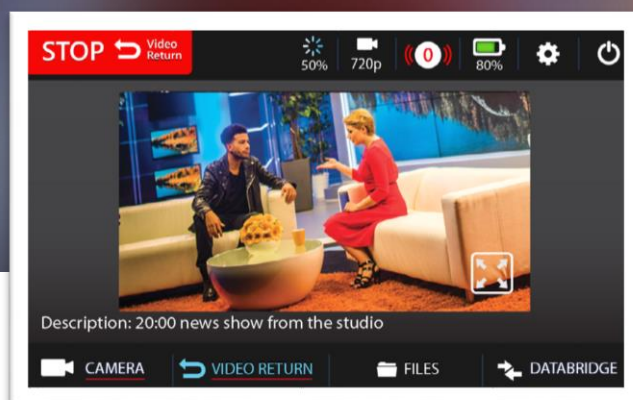 STOP Video Return
50%
720p
0
80%
Description: 20:00 news show from the studio
CAMERA
VIDEO RETURN
FILES
DATABRIDGE